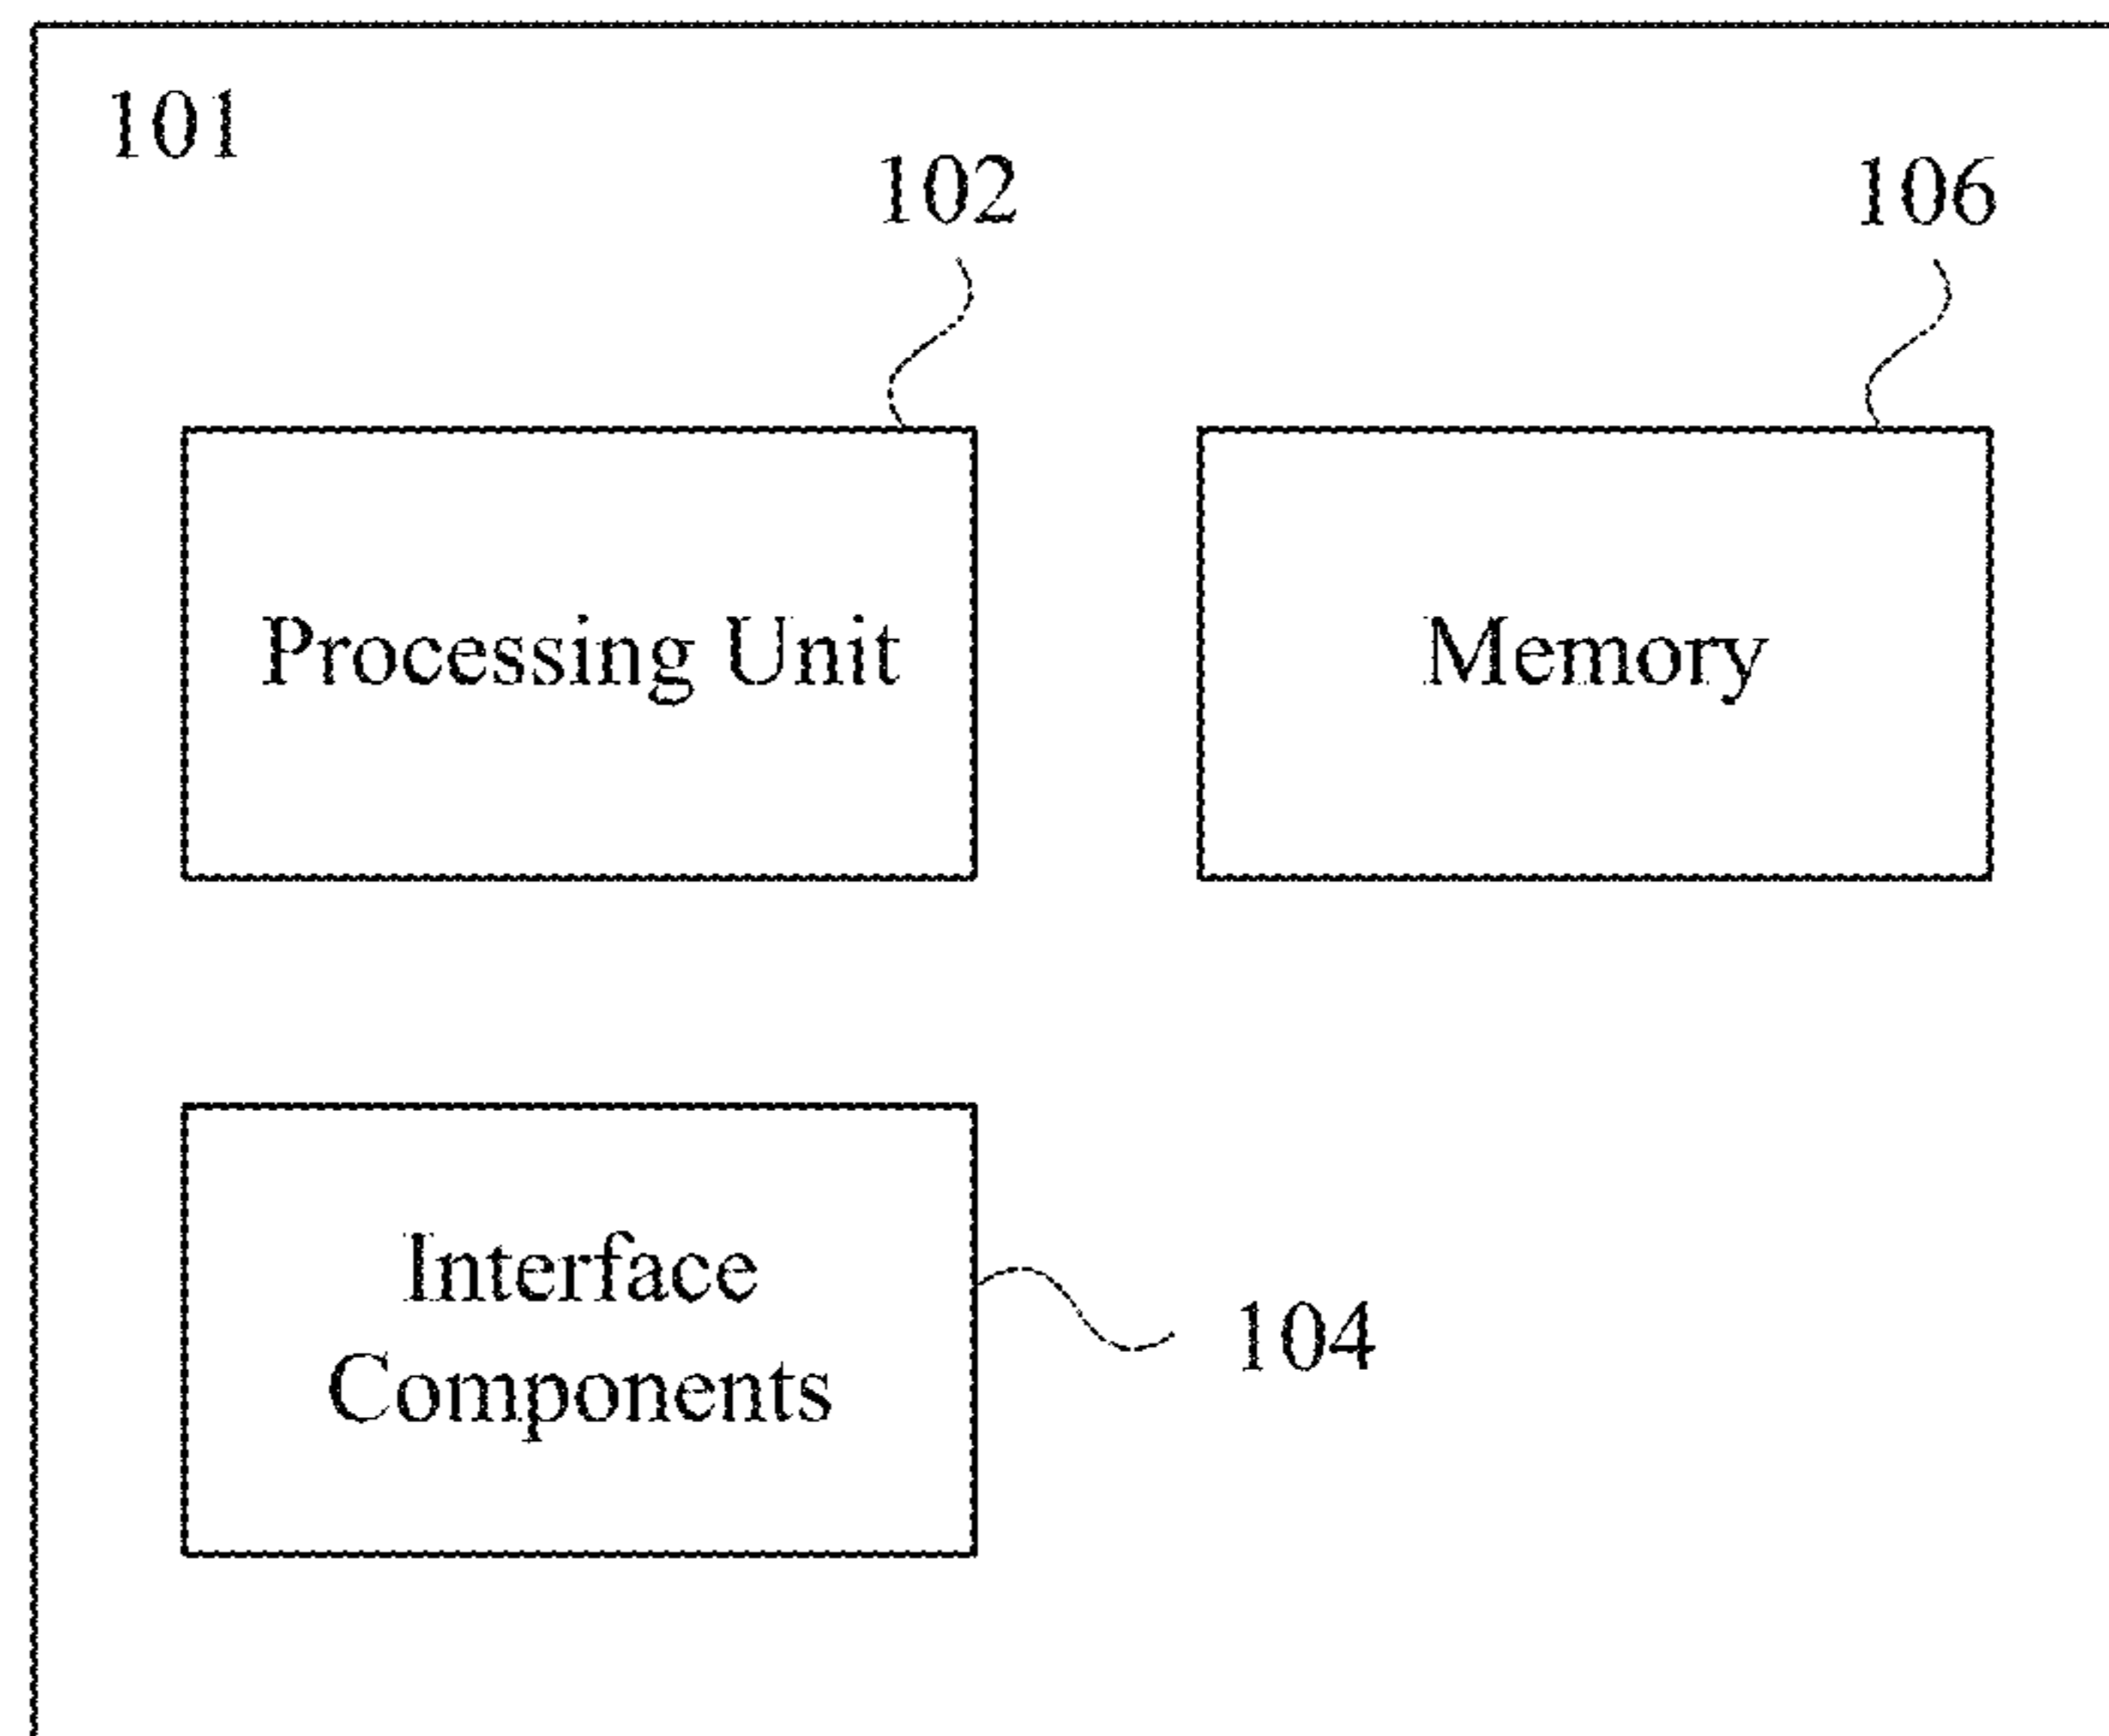 101
102
106
Processing Unit
Memory
Interface
Components
104